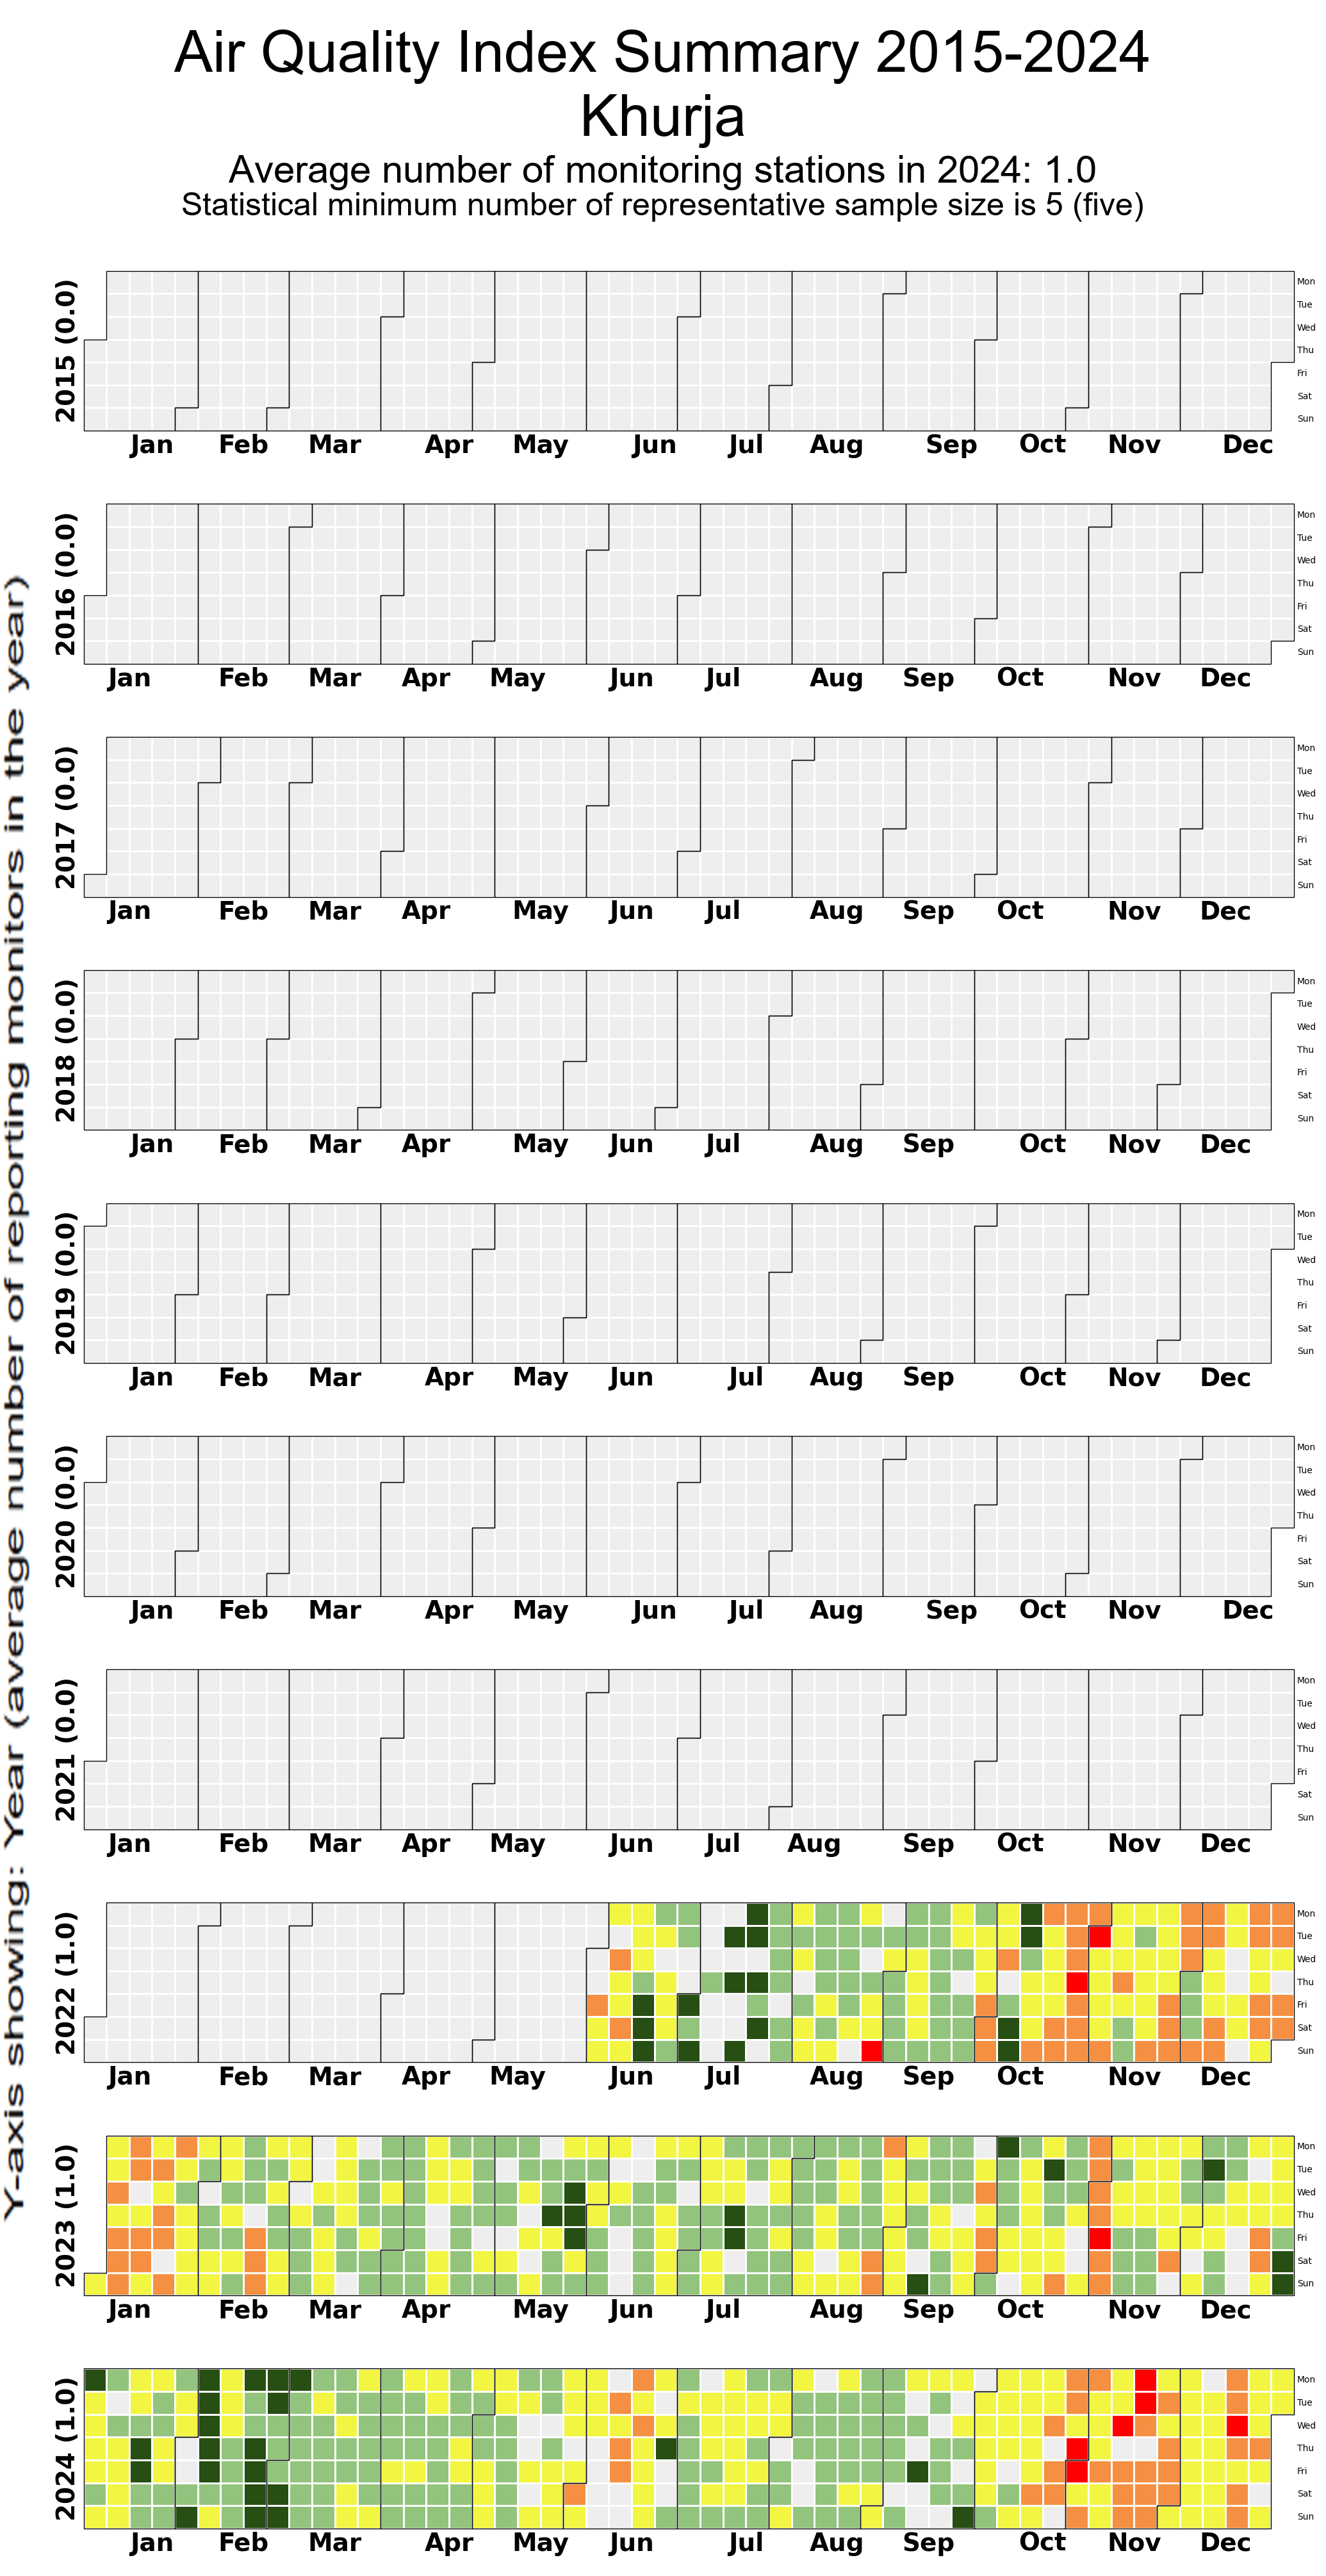 Air Quality Index Summary 2015-2024
Khurja
Average number of monitoring stations in 2024: 1.0
Statistical minimum number of representative sample size is 5 (five)
Y-axis showing: Year (average number of reporting monitors in the year)
2015 (0.0)
Mon
Tue
Wed
Thu
Fri
Sat
Sun
Jan Feb Mar Apr May Jun Jul Aug Sep Oct Nov Dec
2016 (0.0)
Mon
Tue
Wed
Thu
Fri
Sat
Sun
Jan Feb Mar Apr May Jun Jul Aug Sep Oct Nov Dec
2017 (0.0)
Mon
Tue
Wed
Thu
Fri
Sat
Sun
Jan Feb Mar Apr May Jun Jul Aug Sep Oct Nov Dec
2018 (0.0)
Mon
Tue
Wed
Thu
Fri
Sat
Sun
Jan Feb Mar Apr May Jun Jul Aug Sep Oct Nov Dec
2019 (0.0)
Mon
Tue
Wed
Thu
Fri
Sat
Sun
Jan Feb Mar Apr May Jun Jul Aug Sep Oct Nov Dec
2020 (0.0)
Mon
Tue
Wed
Thu
Fri
Sat
Sun
Jan Feb Mar Apr May Jun Jul Aug Sep Oct Nov Dec
2021 (0.0)
Mon
Tue
Wed
Thu
Fri
Sat
Sun
Jan Feb Mar Apr May Jun Jul Aug Sep Oct Nov Dec
2022 (1.0)
Mon
Tue
Wed
Thu
Fri
Sat
Sun
Jan Feb Mar Apr May Jun Jul Aug Sep Oct Nov Dec
2023 (1.0)
Mon
Tue
Wed
Thu
Fri
Sat
Sun
Jan Feb Mar Apr May Jun Jul Aug Sep Oct Nov Dec
2024 (1.0)
Mon
Tue
Wed
Thu
Fri
Sat
Sun
Jan Feb Mar Apr May Jun Jul Aug Sep Oct Nov Dec